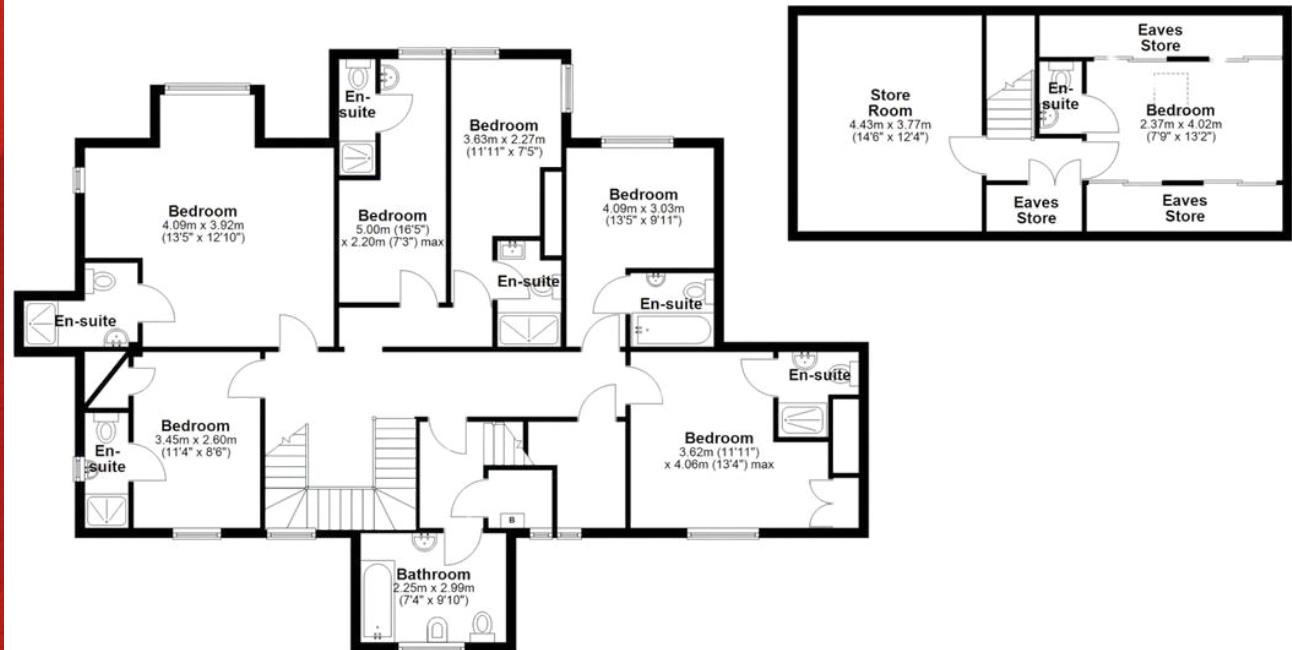 Bedroom
4.09m x 3.92m
(13'5" x 12'10")
En-suite
En-
suite
Bedroom
5.00m (16'5")
x 2.20m (7'3") max
Bedroom
3.63m x 2.27m
(11'11" x 7'5")
En-suite
Bedroom
4.09m x 3.03m
(13'5" x 9'11")
En-suite
Bedroom
3.45m x 2.60m
(11'4" x 8'6")
En-
suite
Bedroom
3.62m (11'11")
x 4.06m (13'4") max
En-suite
B
Bathroom
2.25m x 2.99m
(7'4" x 9'10")
Store
Room
4.43m x 3.77m
(14'6" x 12'4")
Eaves
Store
En-
suite
Bedroom
2.37m x 4.02m
(7'9" x 13'2")
Eaves
Store
Eaves
Store